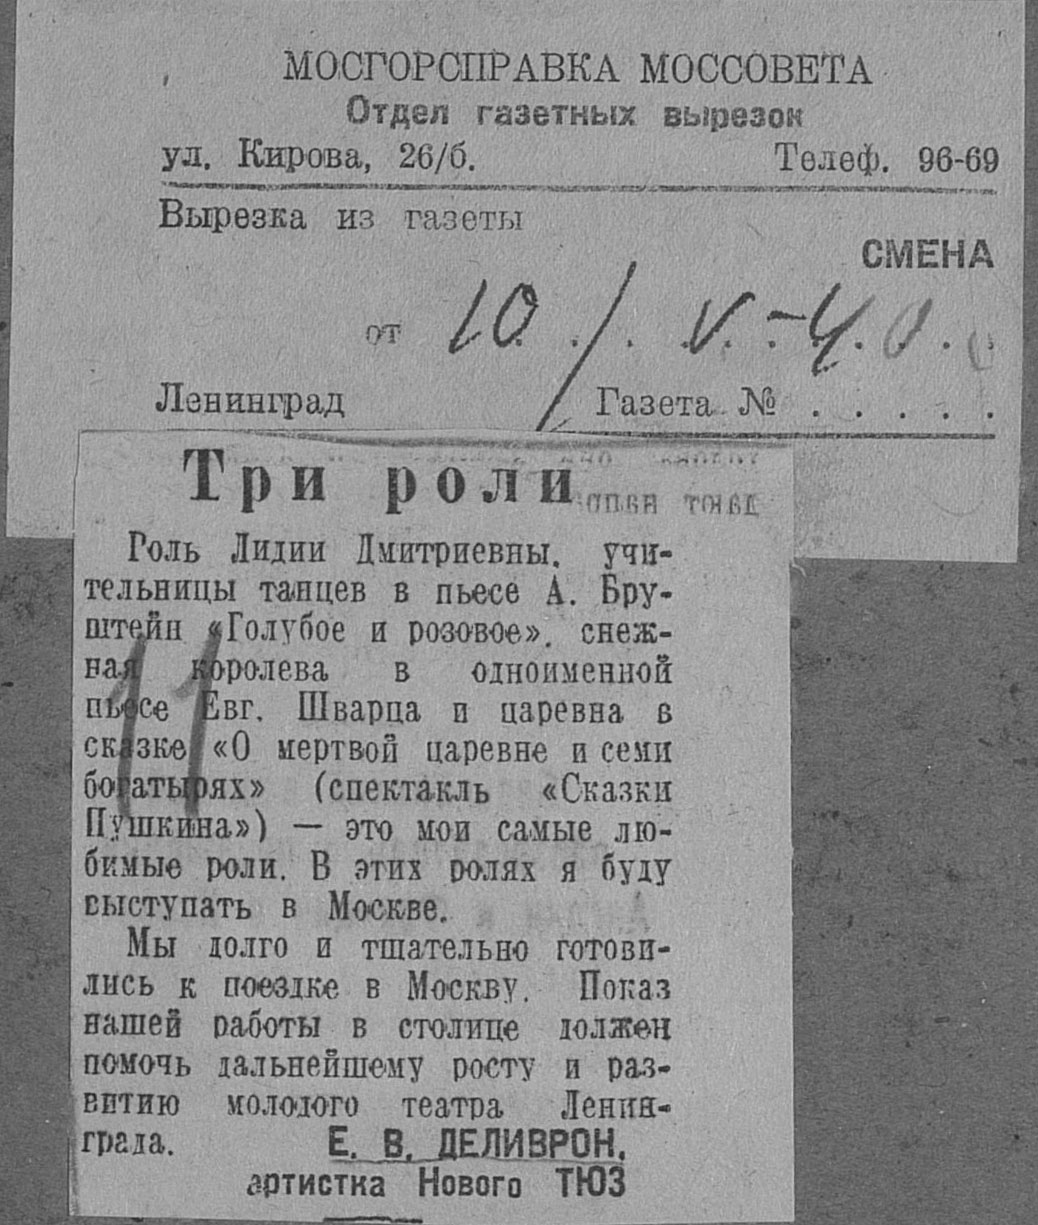 МОСГОРСПРАВКА МОССОВЕТА
Отдел газетных вырезок
ул. Кирова, 26/б. Телеф. 96-69
Вырезка из газеты
СМЕНА
от 10/V-40
Ленинград Газета № . . . . .
Три роли
Роль Лидии Дмитриевны, учи-
тельницы танцев в пьесе А. Бру-
штейн «Голубое и розовое», снеж-
ная королева в одноименной
пьесе Евг. Шварца и царевна в
сказке «О мертвой царевне и семи
богатырях» (спектакль «Сказки
Пушкина») — это мои самые лю-
бимые роли. В этих ролях я буду
выступать в Москве.
Мы долго и тщательно готови-
лись к поездке в Москву. Показ
нашей работы в столице должен
помочь дальнейшему росту и раз-
витию молодого театра Ленин-
града. Е. В. ДЕЛИВРОН,
артистка Нового ТЮЗ
11